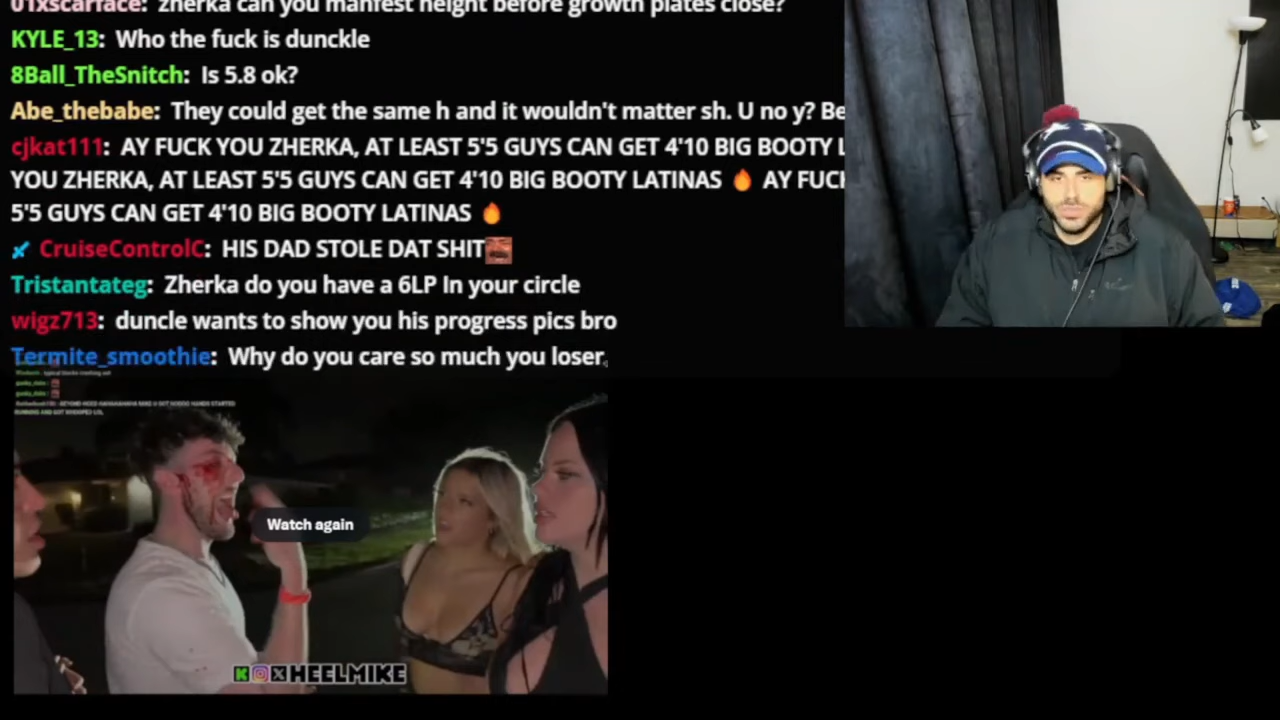 01xscarface: zherka can you manfest height before growth plates close?
KYLE_13: Who the fuck is dunckle
8Ball_TheSnitch: Is 5.8 ok?
Abe_thebabe: They could get the same h and it wouldn't matter sh. U no y? Be
cjkat111: AY FUCK YOU ZHERKA, AT LEAST 5'5 GUYS CAN GET 4'10 BIG BOOTY L
YOU ZHERKA, AT LEAST 5'5 GUYS CAN GET 4'10 BIG BOOTY LATINAS 🔥 AY FUCK
5'5 GUYS CAN GET 4'10 BIG BOOTY LATINAS 🔥
CruiseControlC: HIS DAD STOLE DAT SHIT
Tristantateg: Zherka do you have a 6LP In your circle
wigz713: duncle wants to show you his progress pics bro
Termite_smoothie: Why do you care so much you loser
Watch again
K X HEELMIKE